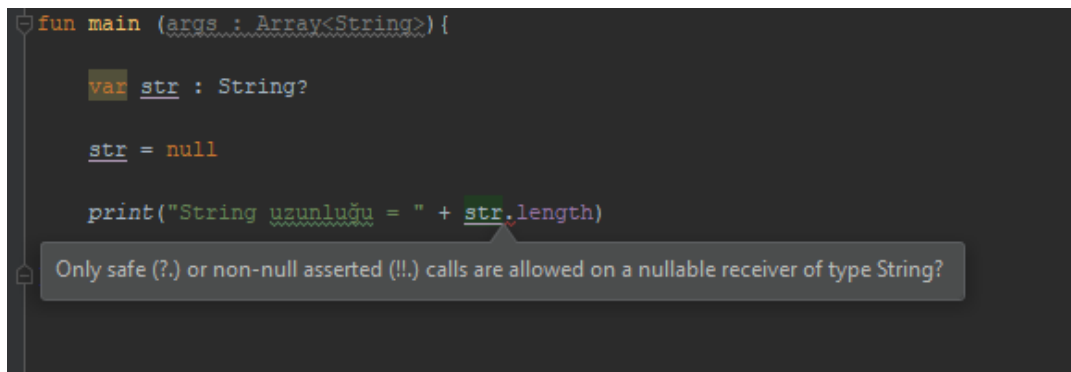 fun main (args : Array<String>){
var str : String?
str = null
print("String uzunluğu = " + str.length)
Only safe (?.) or non-null asserted (!!.) calls are allowed on a nullable receiver of type String?